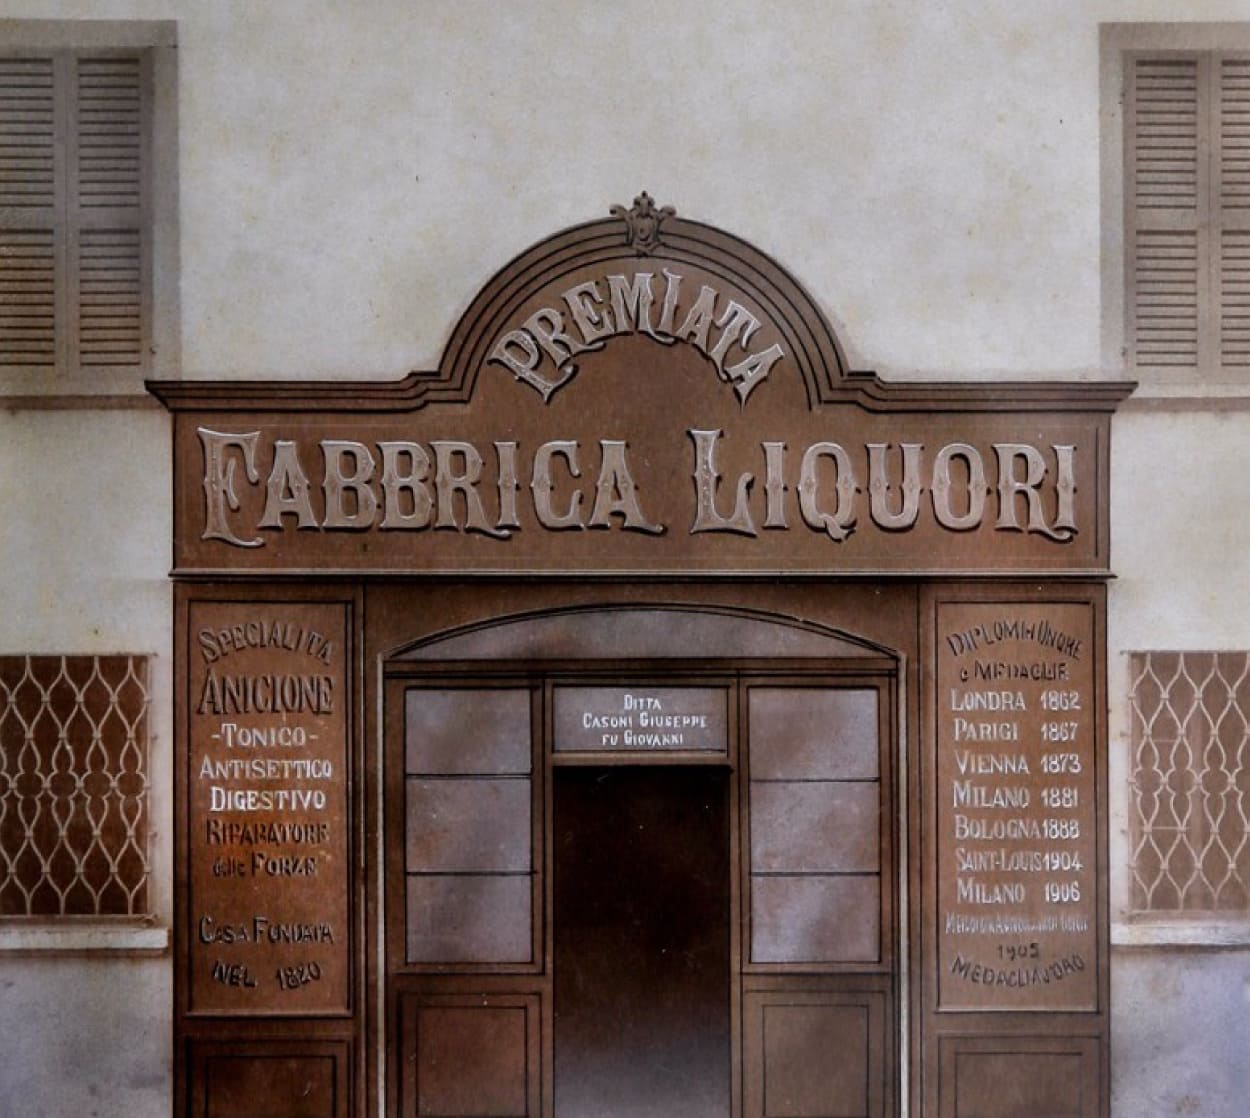 PREMIATA
FABBRICA LIQUORI
SPECIALITÀ
ANICIONE
-TONICO-
ANTISETTICO
DIGESTIVO
RIPARATORE
delle FORZE
CASA FONDATA
NEL 1820
DITTA
CASONI GIUSEPPE
FU GIOVANNI
DIPLOMI
e MEDAGLIE
LONDRA 1862
PARIGI 1867
VIENNA 1873
MILANO 1881
BOLOGNA 1888
SAINT-LOUIS 1904
MILANO 1906
1905
MEDAGLIA D'ORO